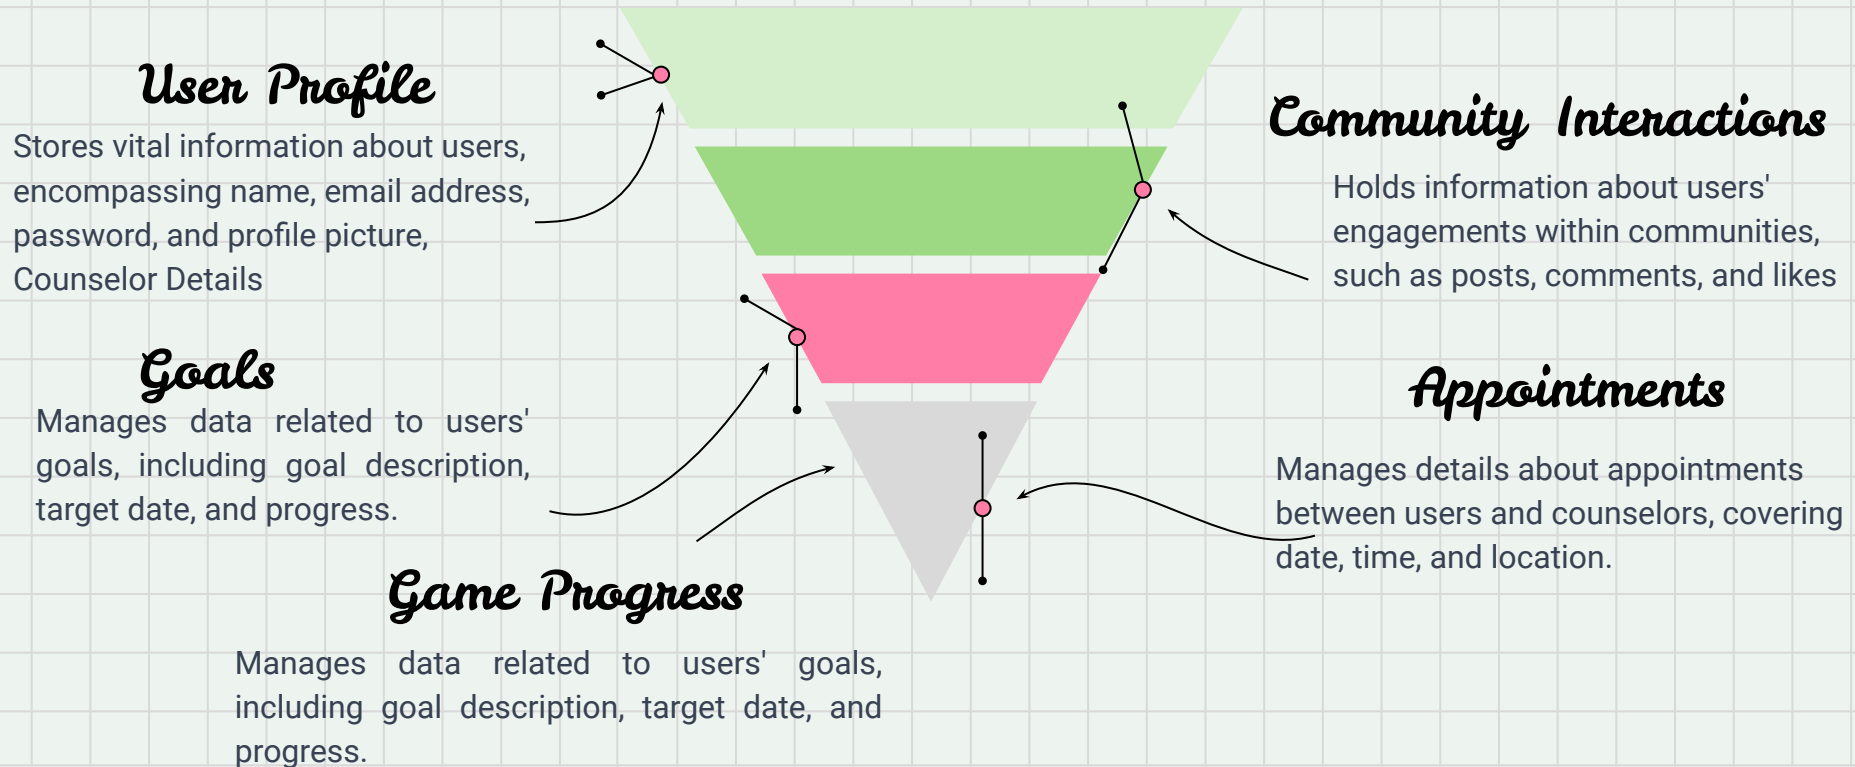 User Profile
Stores vital information about users,
encompassing name, email address,
password, and profile picture,
Counselor Details
Community Interactions
Holds information about users'
engagements within communities,
such as posts, comments, and likes
Goals
Manages data related to users'
goals, including goal description,
target date, and progress.
Appointments
Manages details about appointments
between users and counselors, covering
date, time, and location.
Game Progress
Manages data related to users' goals,
including goal description, target date, and
progress.